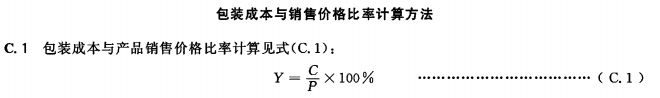 包装成本与销售价格比率计算方法
C.1 包装成本与产品销售价格比率计算见式(C.1):
Y = C/P × 100% ……………………………(C.1)